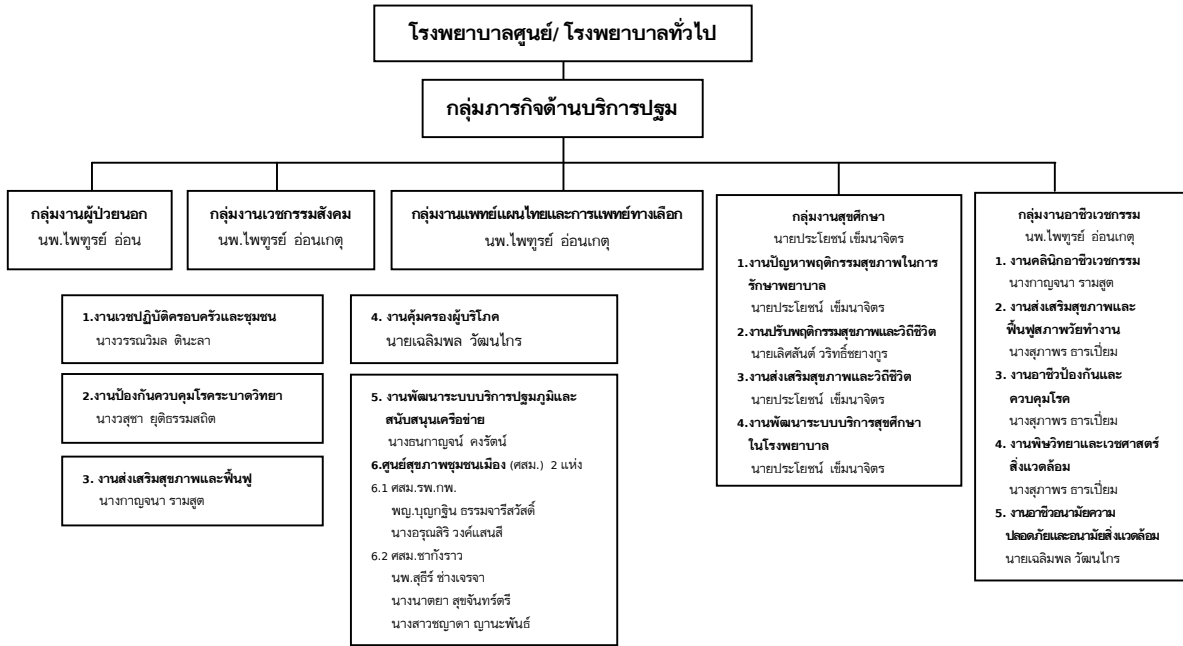 โรงพยาบาลศูนย์/ โรงพยาบาลทั่วไป
กลุ่มภารกิจด้านบริการปฐม
กลุ่มงานผู้ป่วยนอก
นพ.ไพฑูรย์ อ่อน
กลุ่มงานเวชกรรมสังคม
นพ.ไพฑูรย์ อ่อนเกตุ
กลุ่มงานแพทย์แผนไทยและการแพทย์ทางเลือก
นพ.ไพฑูรย์ อ่อนเกตุ
1.งานเวชปฏิบัติครอบครัวและชุมชน
นางวรรณวิมล ตินะลา
2.งานป้องกันควบคุมโรคระบาดวิทยา
นางวสุชา ยุติธรรมสถิต
3. งานส่งเสริมสุขภาพและฟื้นฟู
นางกาญจนา รามสูต
4. งานคุ้มครองผู้บริโภค
นายเฉลิมพล วัฒนไกร
5. งานพัฒนาระบบบริการปฐมภูมิและ
สนับสนุนเครือข่าย
นางธนกาญจน์ คงรัตน์
6.ศูนย์สุขภาพชุมชนเมือง (ศสม.) 2 แห่ง
6.1 ศสม.รพ.กพ.
พญ.บุญกฐิน ธรรมจารีสวัสดิ์
นางอรุณสิริ วงค์แสนสี
6.2 ศสม.ชากังราว
นพ.สุธีร์ ช่างเจรจา
นางนาตยา สุขจันทร์ตรี
นางสาวชญาดา ญานะพันธ์
กลุ่มงานสุขศึกษา
นายประโยชน์ เข็มนาจิตร
1.งานปัญหาพฤติกรรมสุขภาพในการ
รักษาพยาบาล
นายประโยชน์ เข็มนาจิตร
2.งานปรับพฤติกรรมสุขภาพและวิถีชีวิต
นายเลิศสันต์ วริทธิ์ชยางกูร
3.งานส่งเสริมสุขภาพและวิถีชีวิต
นายประโยชน์ เข็มนาจิตร
4.งานพัฒนาระบบบริการสุขศึกษา
ในโรงพยาบาล
นายประโยชน์ เข็มนาจิตร
กลุ่มงานอาชีวเวชกรรม
นพ.ไพฑูรย์ อ่อนเกตุ
1. งานคลินิกอาชีวเวชกรรม
นางกาญจนา รามสูต
2. งานส่งเสริมสุขภาพและ
ฟื้นฟูสภาพวัยทำงาน
นางสุภาพร ธารเปี่ยม
3. งานอาชีวป้องกันและ
ควบคุมโรค
นางสุภาพร ธารเปี่ยม
4. งานพิษวิทยาและเวชศาสตร์
สิ่งแวดล้อม
นางสุภาพร ธารเปี่ยม
5. งานอาชีวอนามัยความ
ปลอดภัยและอนามัยสิ่งแวดล้อม
นายเฉลิมพล วัฒนไกร